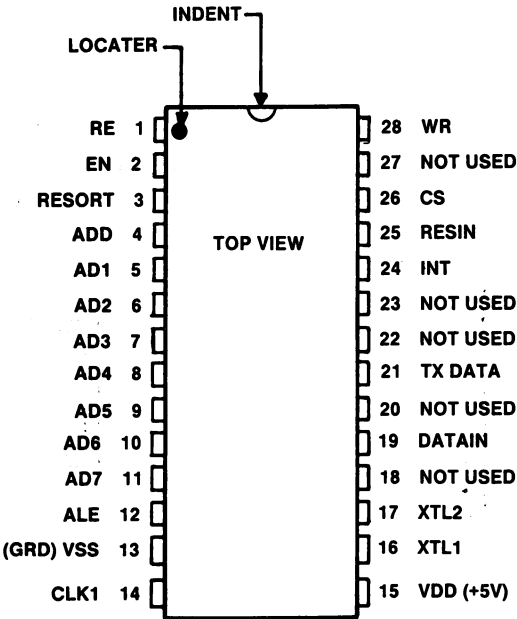 INDENT
LOCATER
RE 1
EN 2
RESORT 3
ADD 4
AD1 5
AD2 6
AD3 7
AD4 8
AD5 9
AD6 10
AD7 11
ALE 12
(GRD) VSS 13
CLK1 14
TOP VIEW
28 WR
27 NOT USED
26 CS
25 RESIN
24 INT
23 NOT USED
22 NOT USED
21 TX DATA
20 NOT USED
19 DATAIN
18 NOT USED
17 XTL2
16 XTL1
15 VDD (+5V)